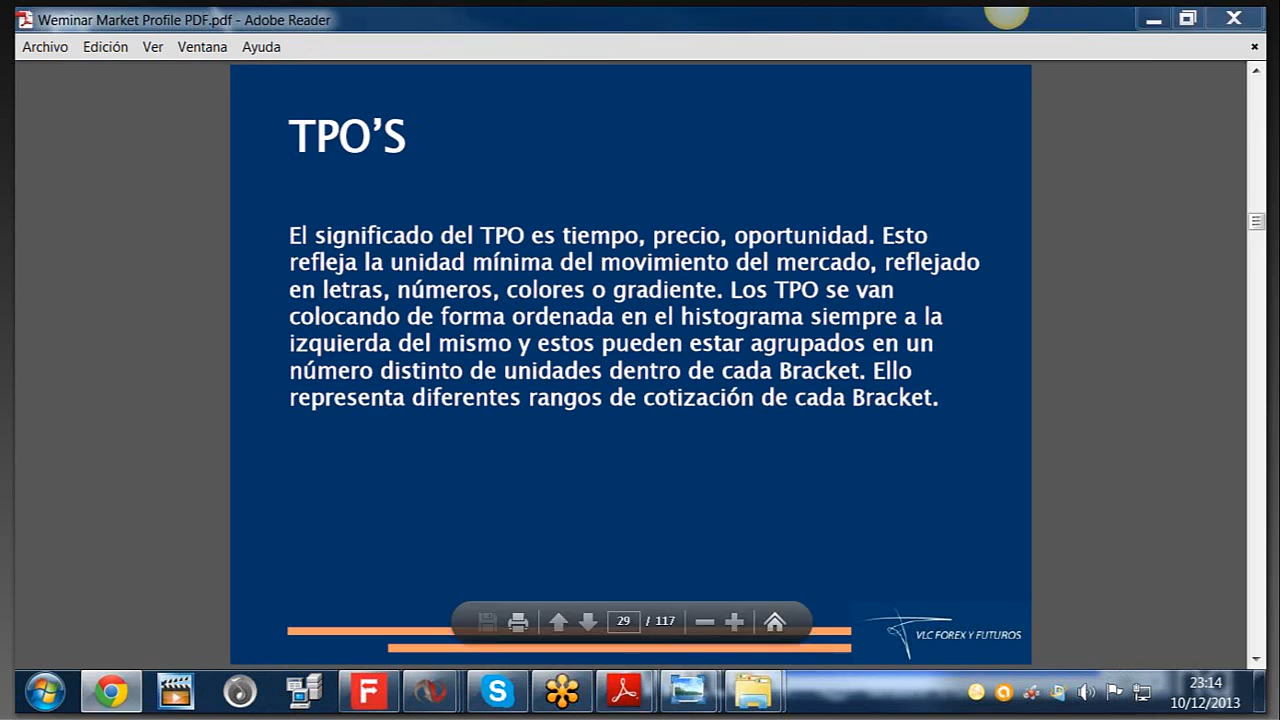 Weminar Market Profile PDF.pdf - Adobe Reader
Archivo Edición Ver Ventana Ayuda
TPO'S
El significado del TPO es tiempo, precio, oportunidad. Esto
refleja la unidad mínima del movimiento del mercado, reflejado
en letras, números, colores o gradiente. Los TPO se van
colocando de forma ordenada en el histograma siempre a la
izquierda del mismo y estos pueden estar agrupados en un
número distinto de unidades dentro de cada Bracket. Ello
representa diferentes rangos de cotización de cada Bracket.
29 / 117
VLC FOREX Y FUTUROS
23:14
10/12/2013